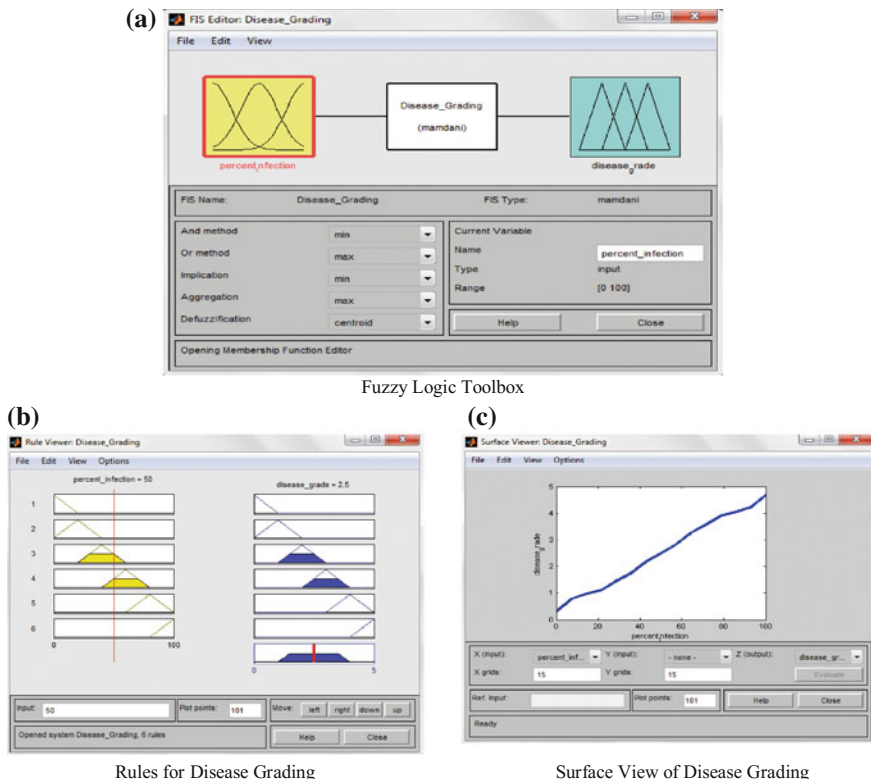 (a)
FIS Editor: Disease_Grading
File Edit View
Disease_Grading
(mamdani)
percent_infection
disease_grade
FIS Name: Disease_Grading FIS Type: mamdani
And method min
Or method max
Implication min
Aggregation max
Defuzzification centroid
Current Variable
Name percent_infection
Type input
Range [0 100]
Help Close
Opening Membership Function Editor
Fuzzy Logic Toolbox
(b)
Rule Viewer: Disease_Grading
File Edit View Options
percent_infection = 50
disease_grade = 2.5
1
2
3
4
5
6
0 100
0 5
Input: 50 Plot points: 101 Move: left right down up
Opened system Disease_Grading, 6 rules Help Close
Rules for Disease Grading
(c)
Surface Viewer: Disease_Grading
File Edit View Options
5
4
3
2
1
0
disease_grade
0 20 40 60 80 100
percent_infection
X (input): percent_inf... Y (input): - none - Z (output): disease_gr...
X grids: 15 Y grids: 15 Evaluate
Ref. Input: Plot points: 101 Help Close
Ready
Surface View of Disease Grading